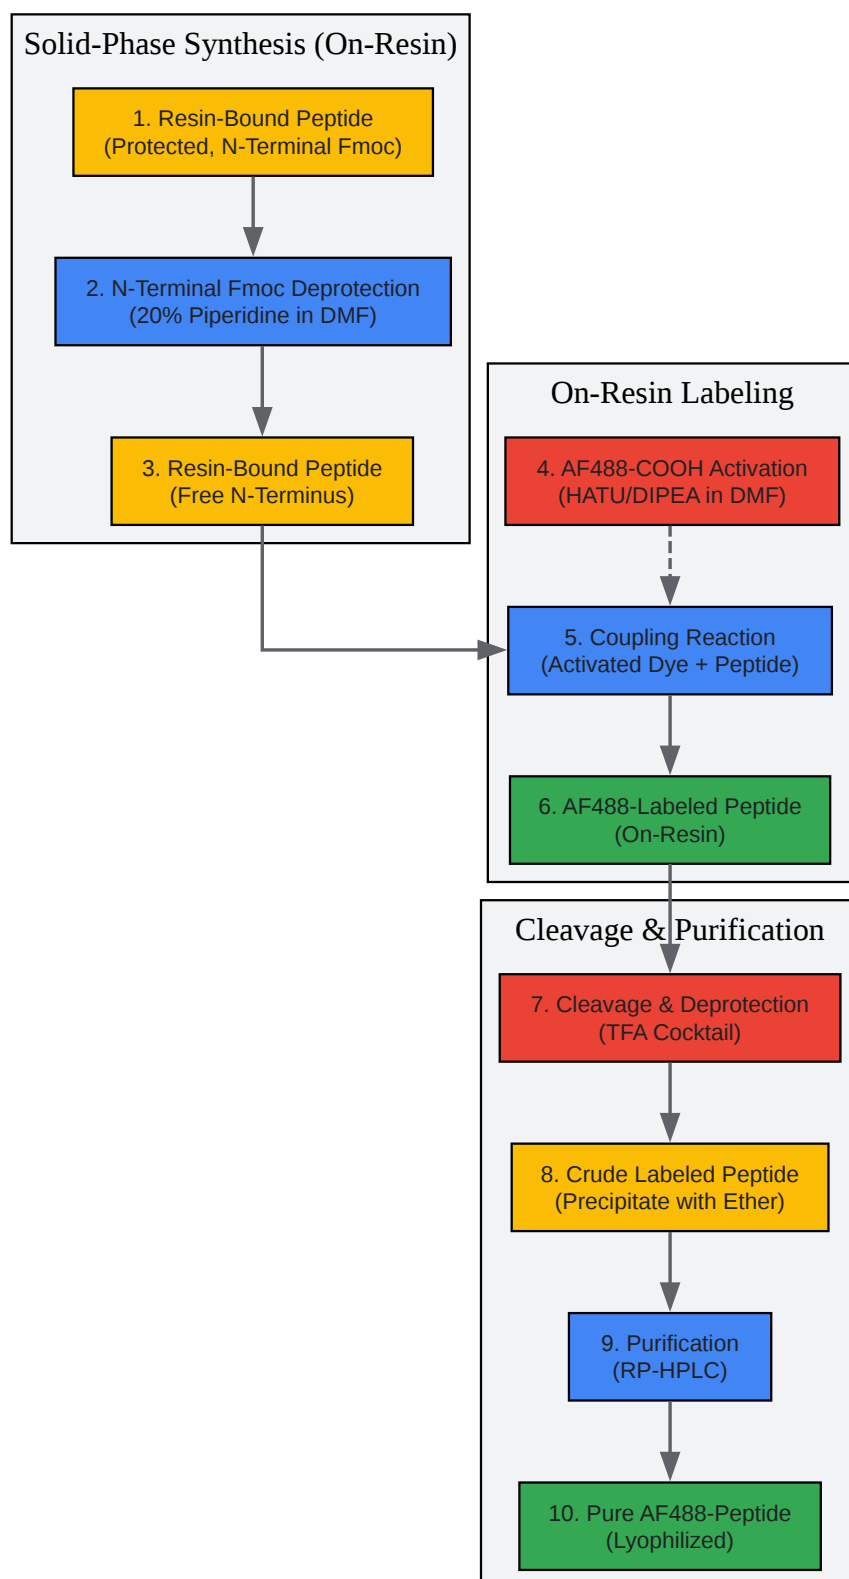 Solid-Phase Synthesis (On-Resin)
1. Resin-Bound Peptide
(Protected, N-Terminal Fmoc)
2. N-Terminal Fmoc Deprotection
(20% Piperidine in DMF)
3. Resin-Bound Peptide
(Free N-Terminus)
On-Resin Labeling
4. AF488-COOH Activation
(HATU/DIPEA in DMF)
5. Coupling Reaction
(Activated Dye + Peptide)
6. AF488-Labeled Peptide
(On-Resin)
Cleavage & Purification
7. Cleavage & Deprotection
(TFA Cocktail)
8. Crude Labeled Peptide
(Precipitate with Ether)
9. Purification
(RP-HPLC)
10. Pure AF488-Peptide
(Lyophilized)